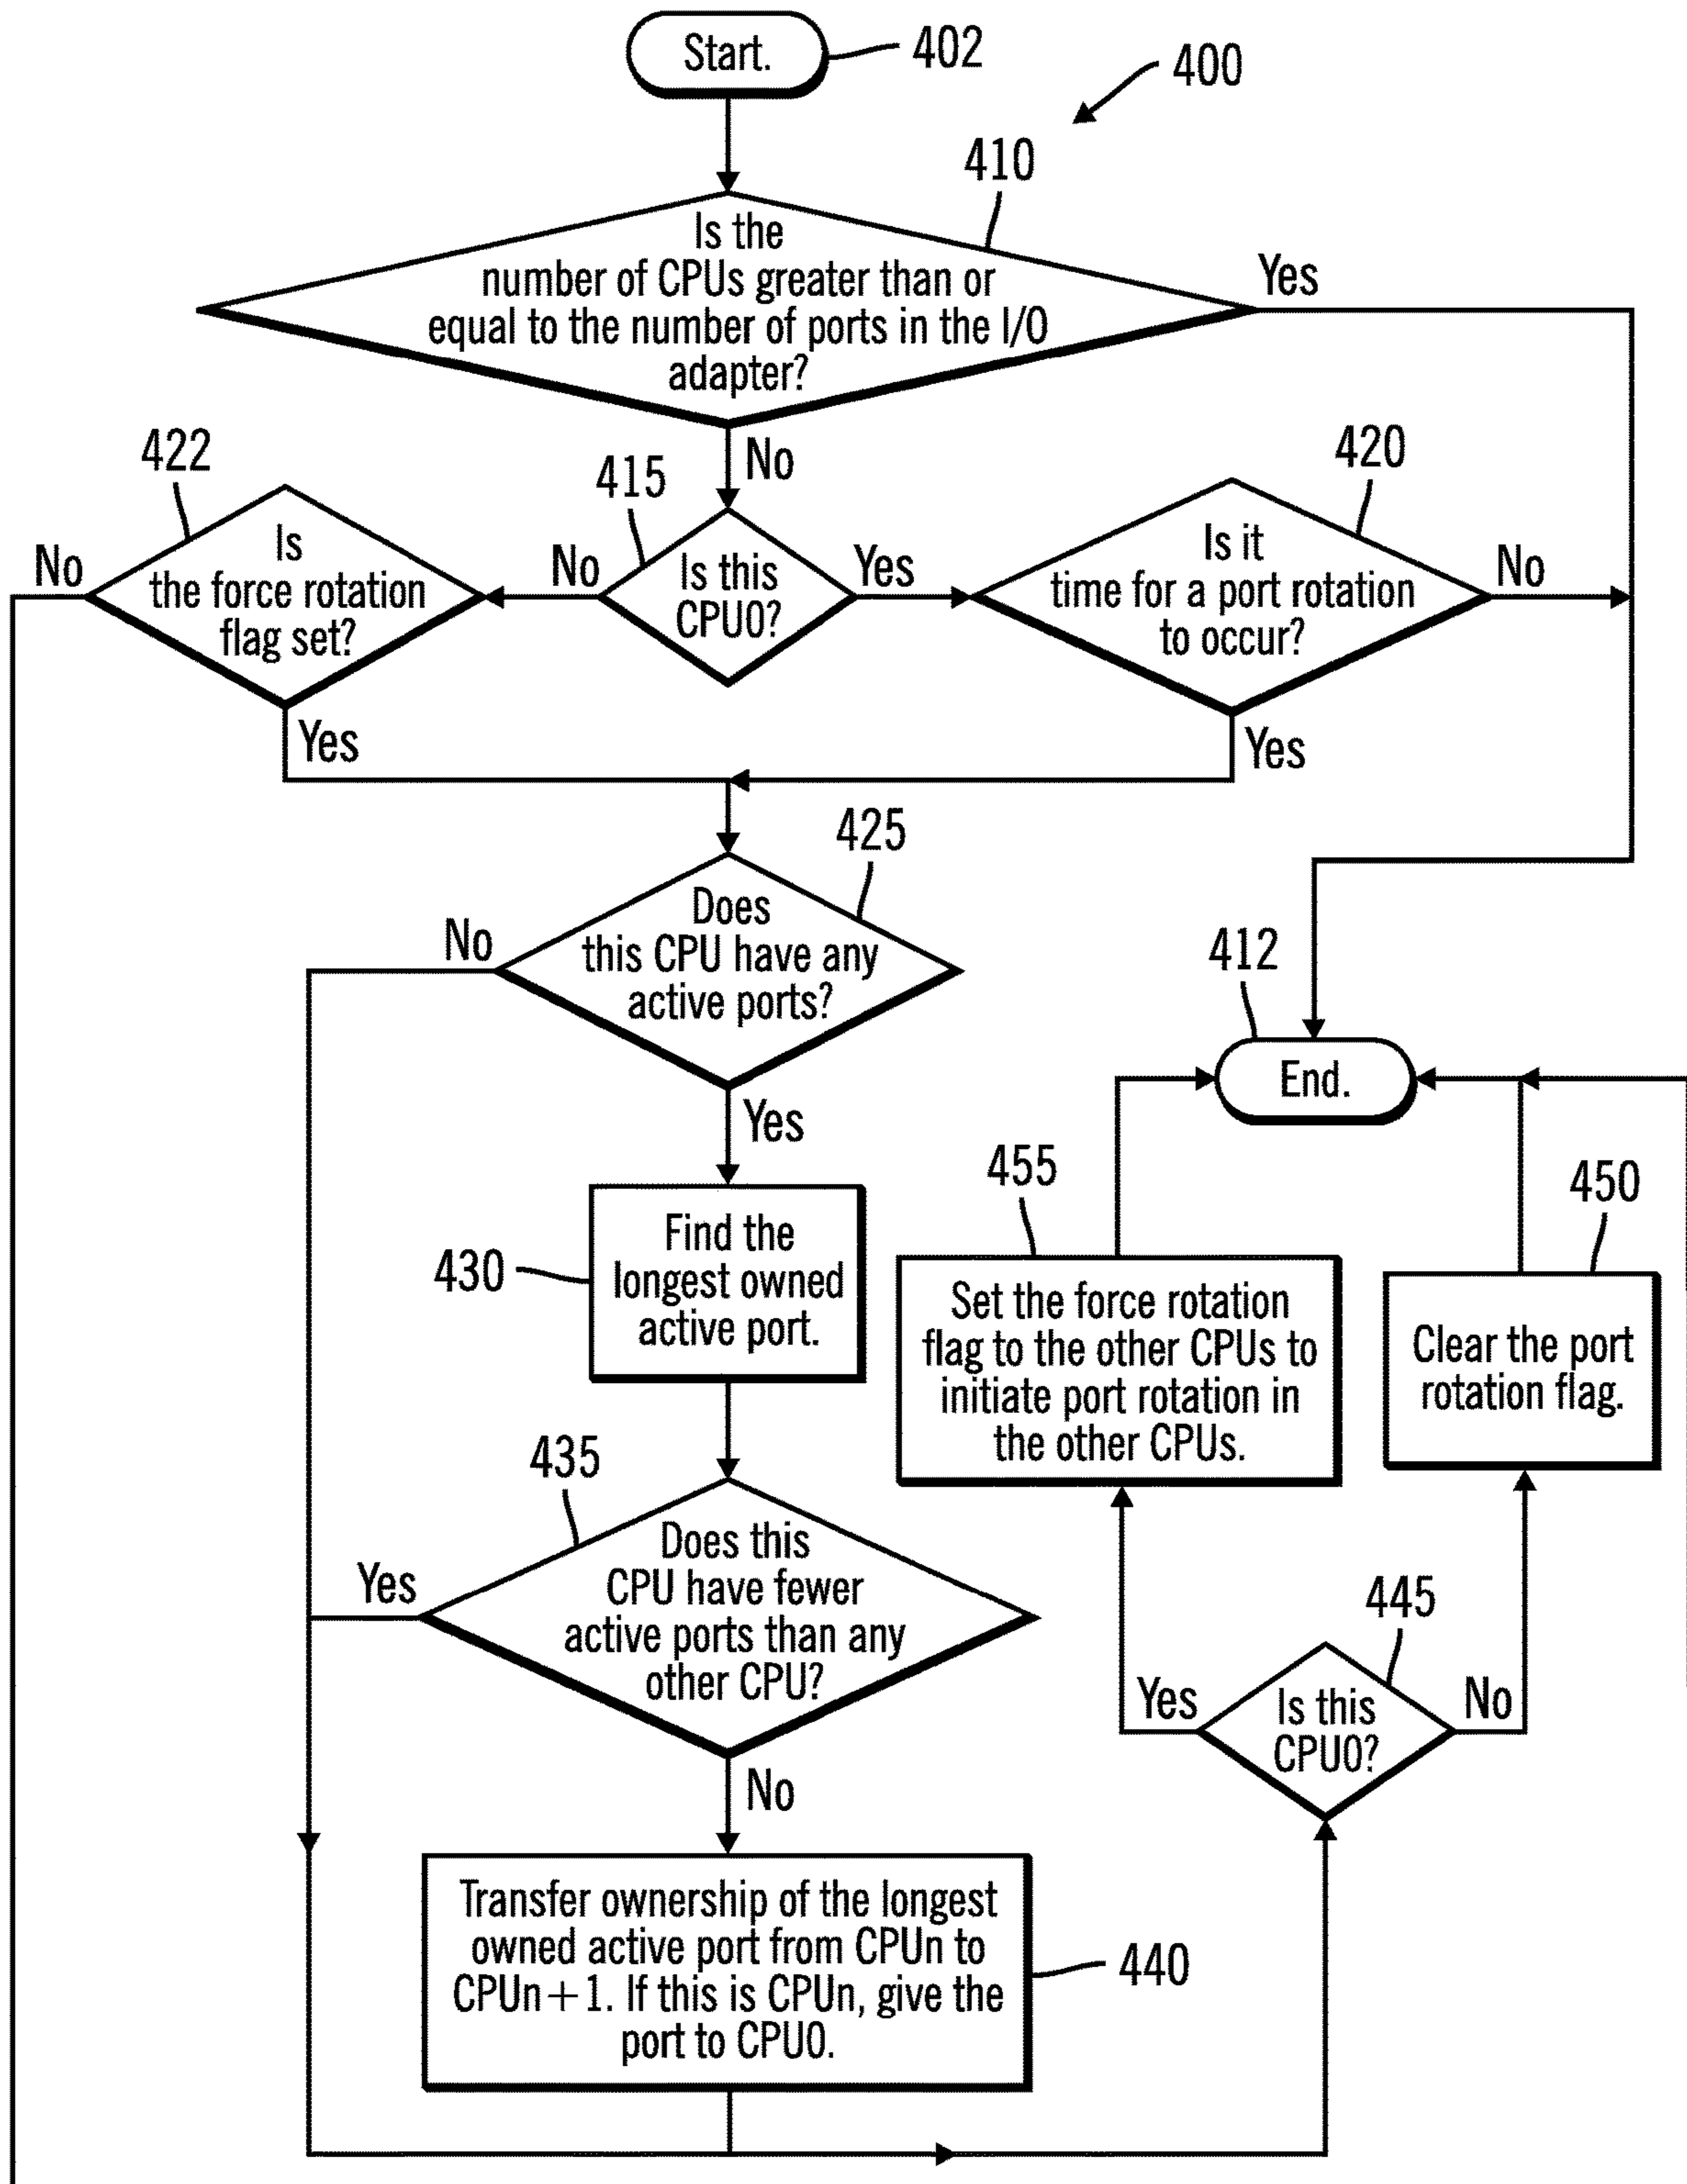 Start.
402
400
410
Is the
number of CPUs greater than or
equal to the number of ports in the I/O
adapter?
Yes
No
422
415
420
Is
the force rotation
flag set?
No
No
Is this
CPU0?
Yes
Is it
time for a port rotation
to occur?
No
Yes
Yes
425
Does
this CPU have any
active ports?
No
412
End.
Yes
430
Find the
longest owned
active port.
455
Set the force rotation
flag to the other CPUs to
initiate port rotation in
the other CPUs.
450
Clear the port
rotation flag.
435
Does this
CPU have fewer
active ports than any
other CPU?
Yes
445
Yes
Is this
CPU0?
No
No
Transfer ownership of the longest
owned active port from CPUn to
CPUn+1. If this is CPUn, give the
port to CPU0.
440